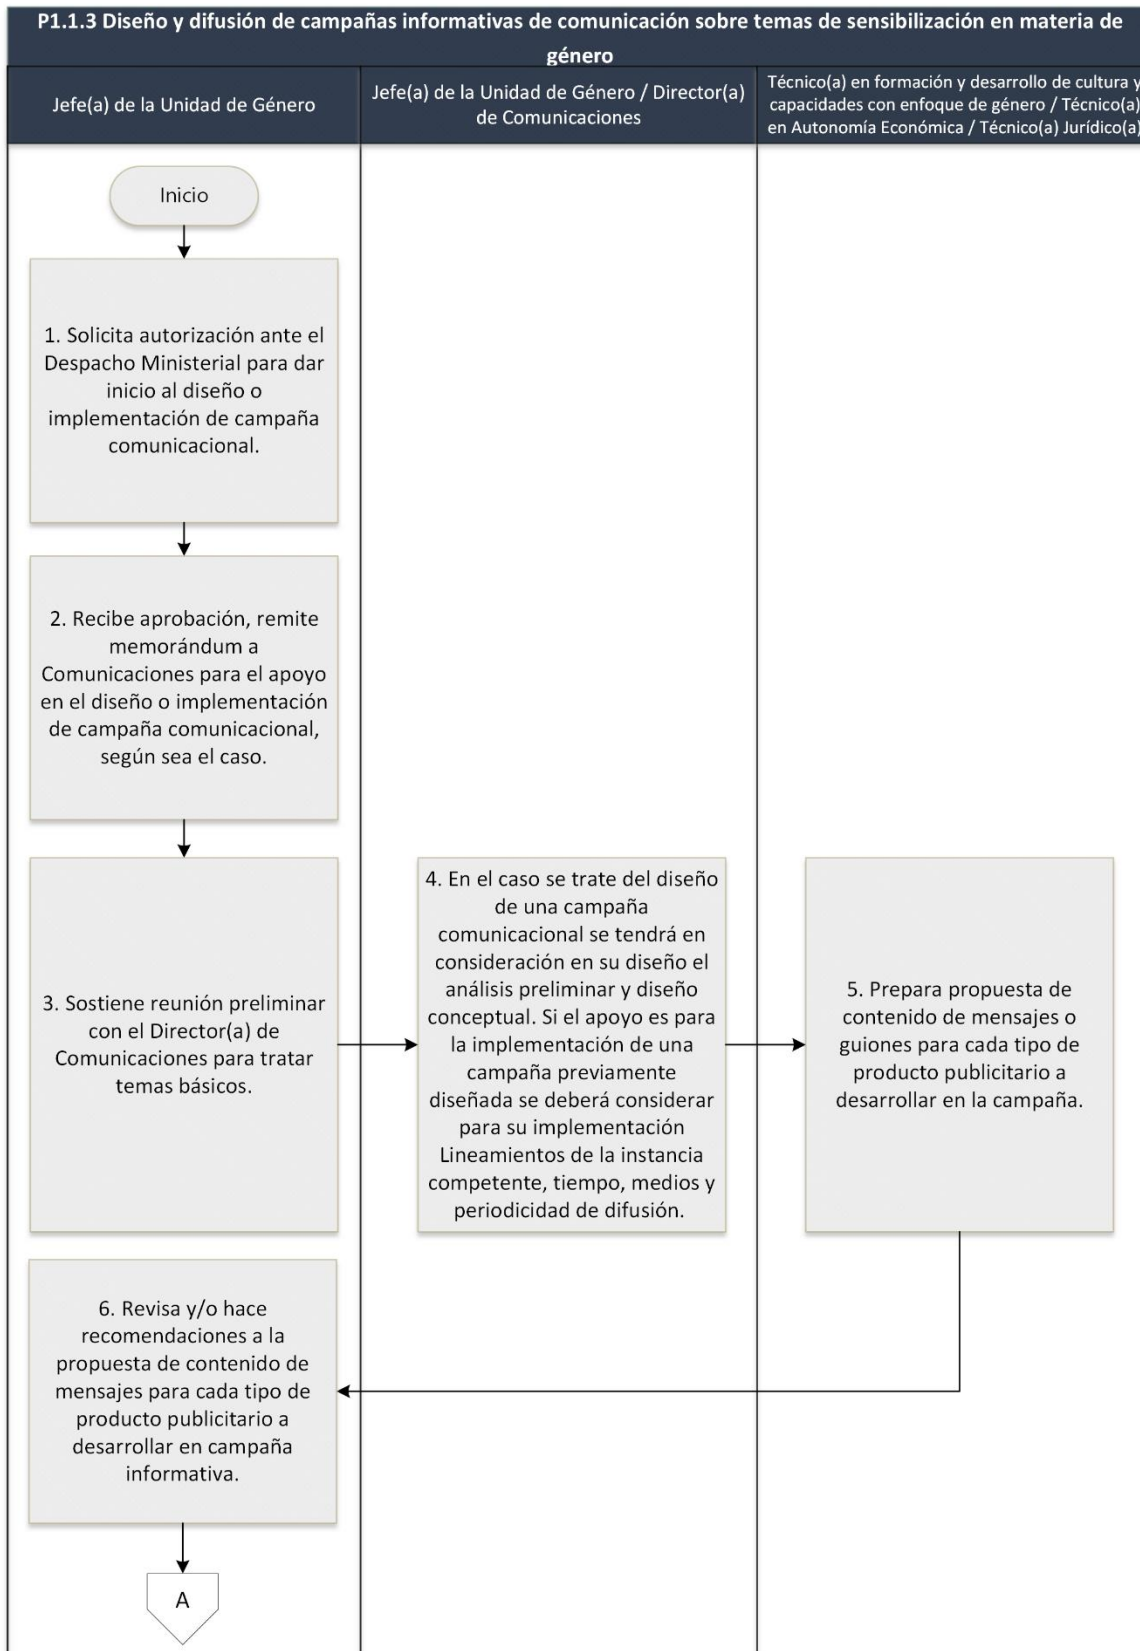 P1.1.3 Diseño y difusión de campañas informativas de comunicación sobre temas de sensibilización en materia de
género
Jefe(a) de la Unidad de Género
Jefe(a) de la Unidad de Género / Director(a)
de Comunicaciones
Técnico(a) en formación y desarrollo de cultura y
capacidades con enfoque de género / Técnico(a)
en Autonomía Económica / Técnico(a) Jurídico(a)
Inicio
1. Solicita autorización ante el
Despacho Ministerial para dar
inicio al diseño o
implementación de campaña
comunicacional.
2. Recibe aprobación, remite
memorándum a
Comunicaciones para el apoyo
en el diseño o implementación
de campaña comunicacional,
según sea el caso.
3. Sostiene reunión preliminar
con el Director(a) de
Comunicaciones para tratar
temas básicos.
4. En el caso se trate del diseño
de una campaña
comunicacional se tendrá en
consideración en su diseño el
análisis preliminar y diseño
conceptual. Si el apoyo es para
la implementación de una
campaña previamente
diseñada se deberá considerar
para su implementación
Lineamientos de la instancia
competente, tiempo, medios y
periodicidad de difusión.
5. Prepara propuesta de
contenido de mensajes o
guiones para cada tipo de
producto publicitario a
desarrollar en la campaña.
6. Revisa y/o hace
recomendaciones a la
propuesta de contenido de
mensajes para cada tipo de
producto publicitario a
desarrollar en campaña
informativa.
A